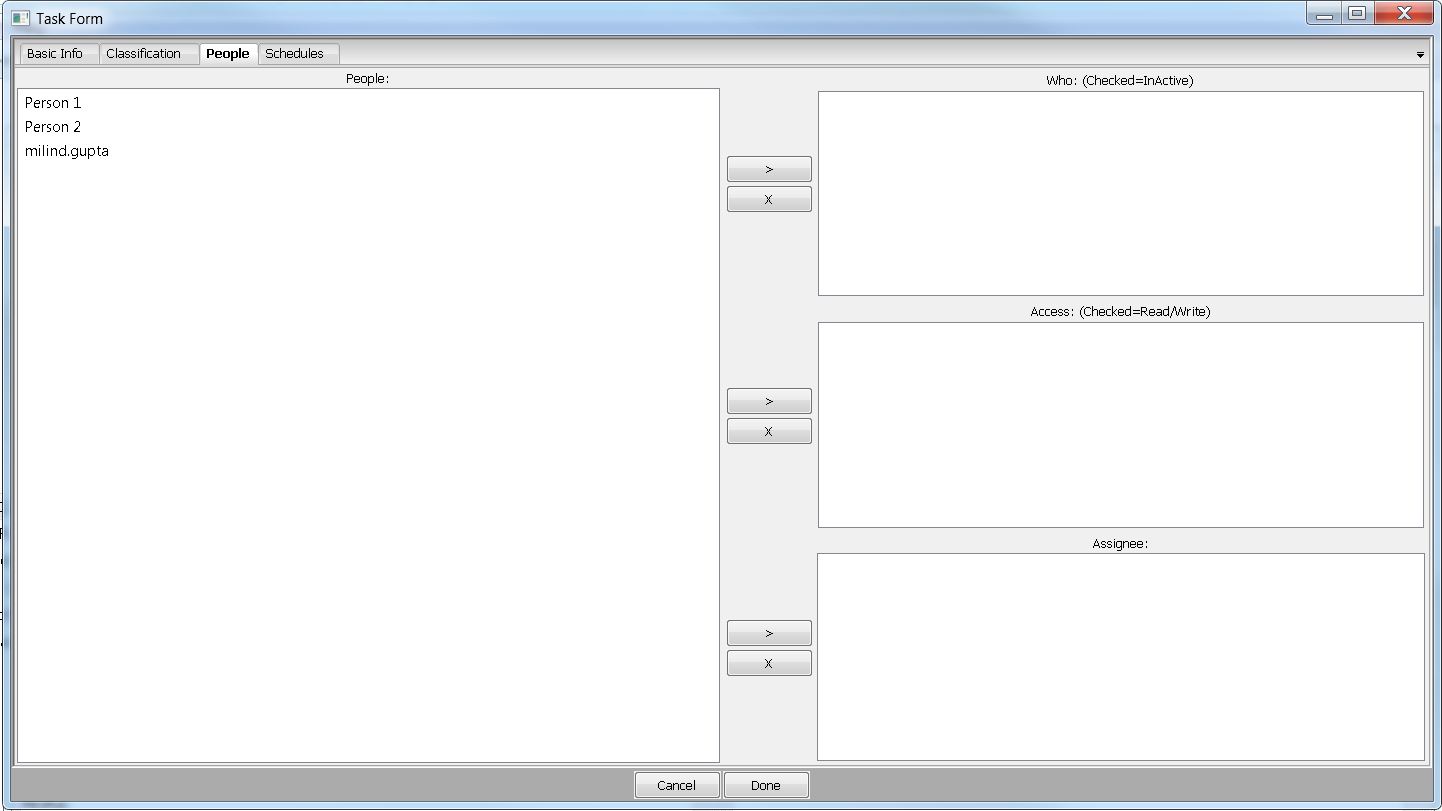 Task Form
Basic Info
Classification
People
Schedules
People:
Person 1
Person 2
milind.gupta
>
X
>
X
>
X
Who: (Checked=InActive)
Access: (Checked=Read/Write)
Assignee:
Cancel
Done